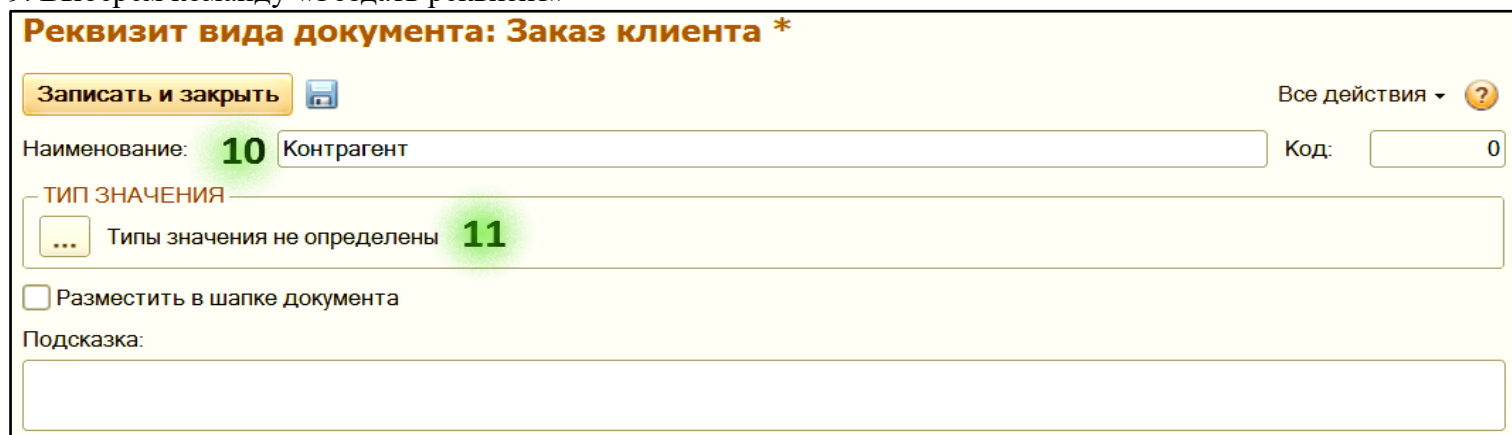 Реквизит вида документа: Заказ клиента *
Записать и закрыть Все действия ?
Наименование: 10 Контрагент Код: 0
ТИП ЗНАЧЕНИЯ
... Типы значения не определены 11
Разместить в шапке документа
Подсказка: